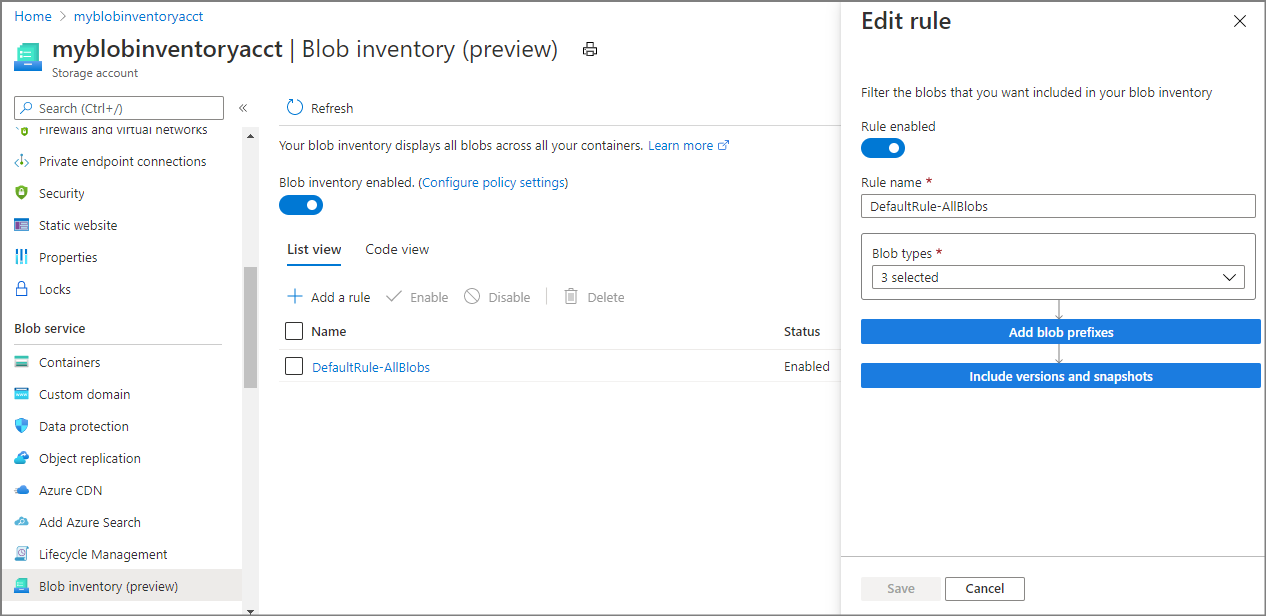 Home > myblobinventoryacct
myblobinventoryacct | Blob inventory (preview)
Storage account
Search (Ctrl+/)
«
Firewalls and virtual networks
Private endpoint connections
Security
Static website
Properties
Locks
Blob service
Containers
Custom domain
Data protection
Object replication
Azure CDN
Add Azure Search
Lifecycle Management
Blob inventory (preview)
Refresh
Your blob inventory displays all blobs across all your containers. Learn more
Blob inventory enabled. (Configure policy settings)
List view Code view
Add a rule Enable Disable Delete
Name Status
DefaultRule-AllBlobs Enabled
Edit rule
Filter the blobs that you want included in your blob inventory
Rule enabled
Rule name *
DefaultRule-AllBlobs
Blob types *
3 selected
Add blob prefixes
Include versions and snapshots
Save Cancel